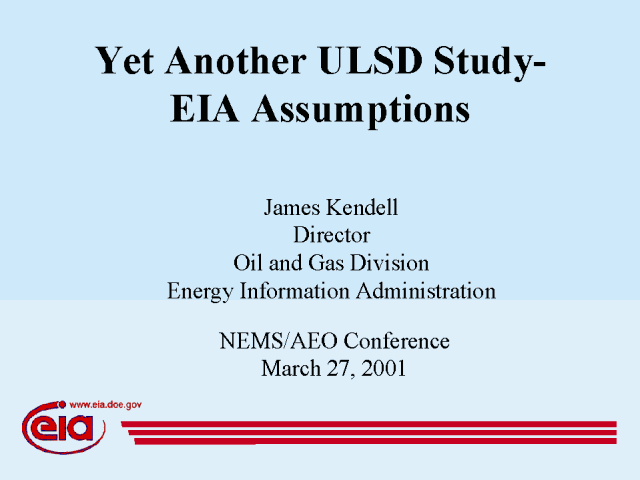 Yet Another ULSD Study-
EIA Assumptions
James Kendell
Director
Oil and Gas Division
Energy Information Administration
NEMS/AEO Conference
March 27, 2001
www.eia.doe.gov
eia